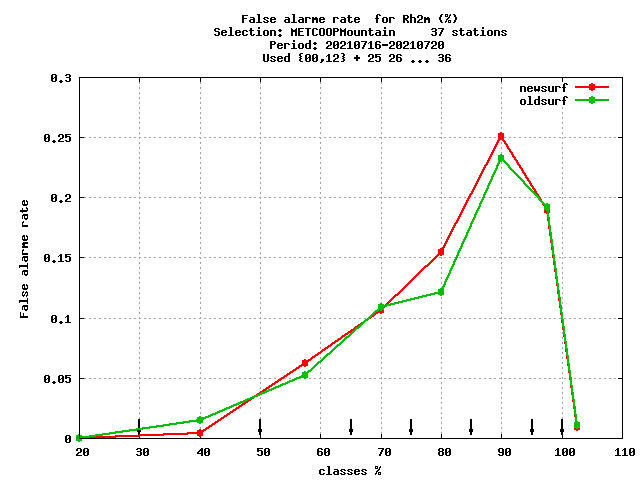 False alarme rate  for Rh2m (%)
Selection: METCOOPMountain     37 stations
Period: 20210716-20210720
Used {00,12} + 25 26 ... 36
newsurf
oldsurf
False alarme rate
0.3
0.25
0.2
0.15
0.1
0.05
0
20 30 40 50 60 70 80 90 100 110
classes %